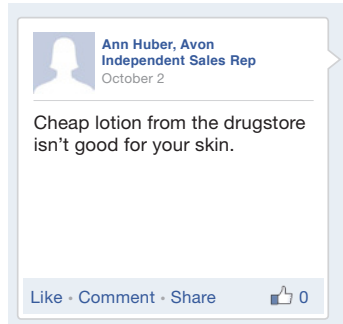 Ann Huber, Avon
Independent Sales Rep
October 2
Cheap lotion from the drugstore
isn’t good for your skin.
Like • Comment • Share
0